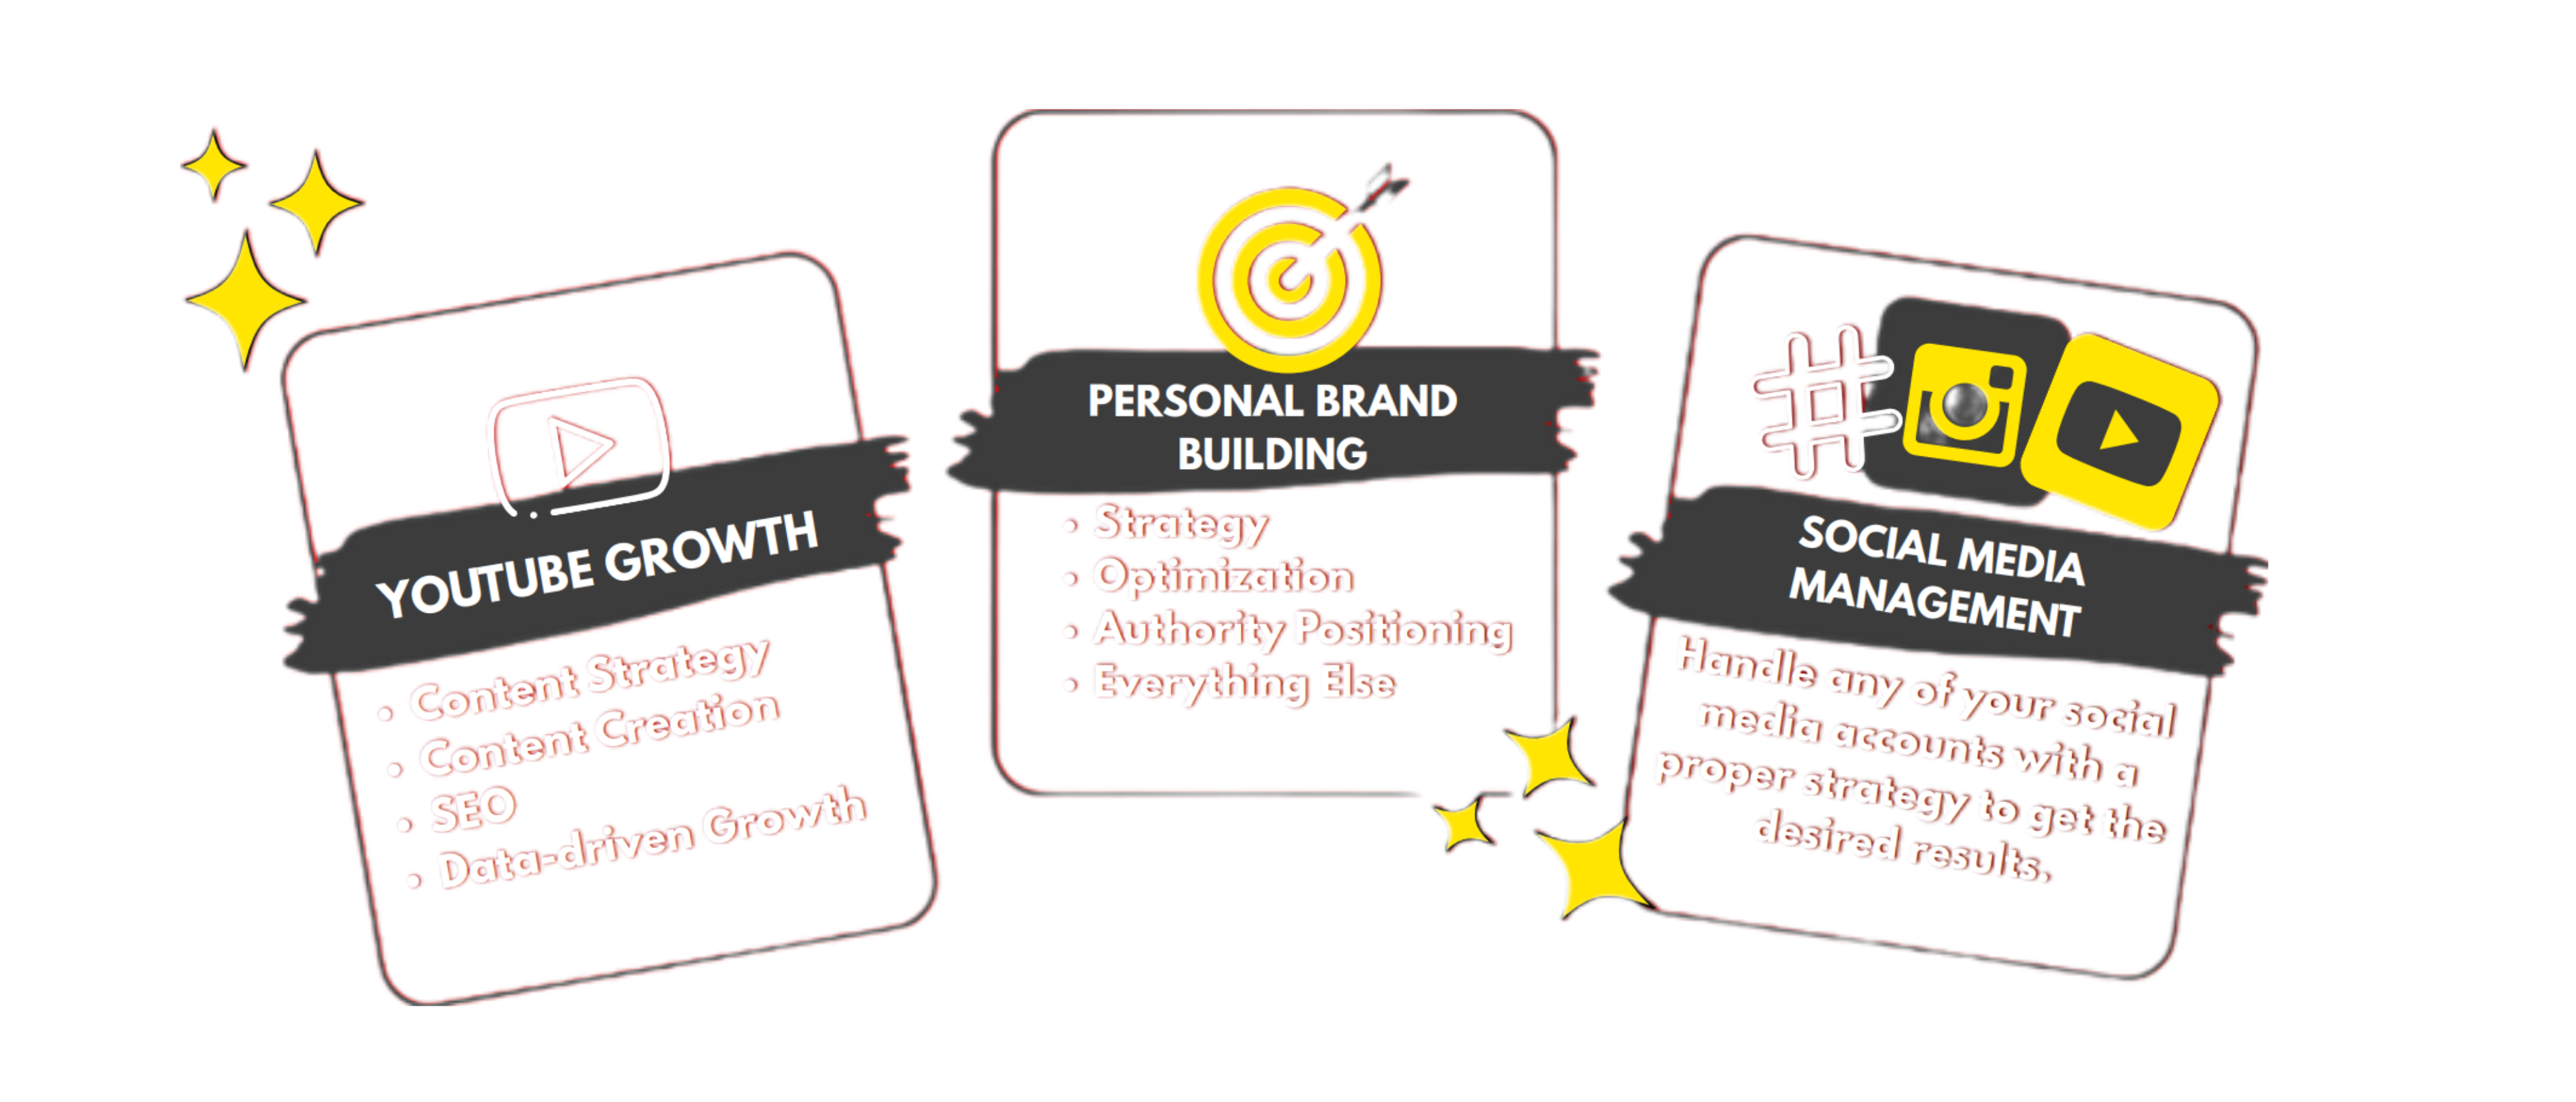 YOUTUBE GROWTH
• Content Strategy
• Content Creation
• SEO
• Data-driven Growth
PERSONAL BRAND
BUILDING
• Strategy
• Optimization
• Authority Positioning
• Everything Else
SOCIAL MEDIA
MANAGEMENT
Handle any of your social
media accounts with a
proper strategy to get the
desired results.